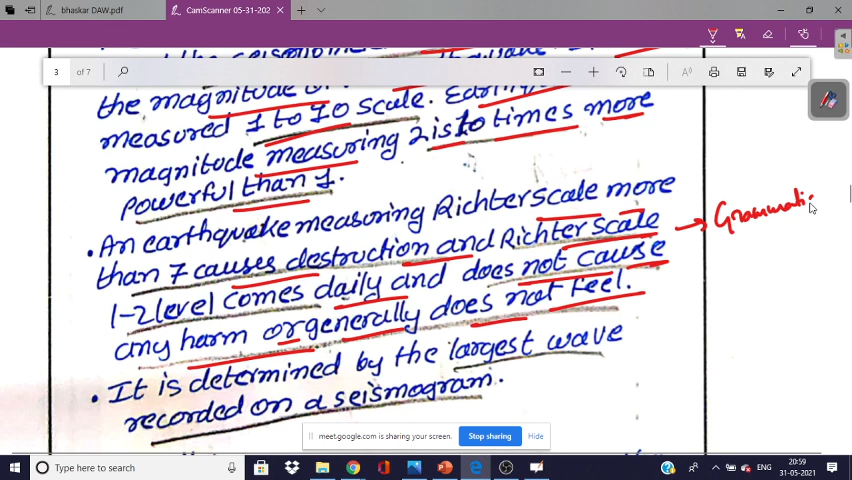 bhaskar DAW.pdf
CamScanner 05-31-202
3 of 7
the magnitude
measured 1 to 10 scale.
magnitude measuring 2 is 10 times more
powerful than 1.
• An earthquake measuring Richter scale more
than 7 causes destruction and Richter scale
1-2 level comes daily and does not cause
any harm or generally does not feel.
• It is determined by the largest wave
recorded on a seismogram.
→ Grammati
meet.google.com is sharing your screen. Stop sharing Hide
Type here to search
ENG
20:59
31-05-2021